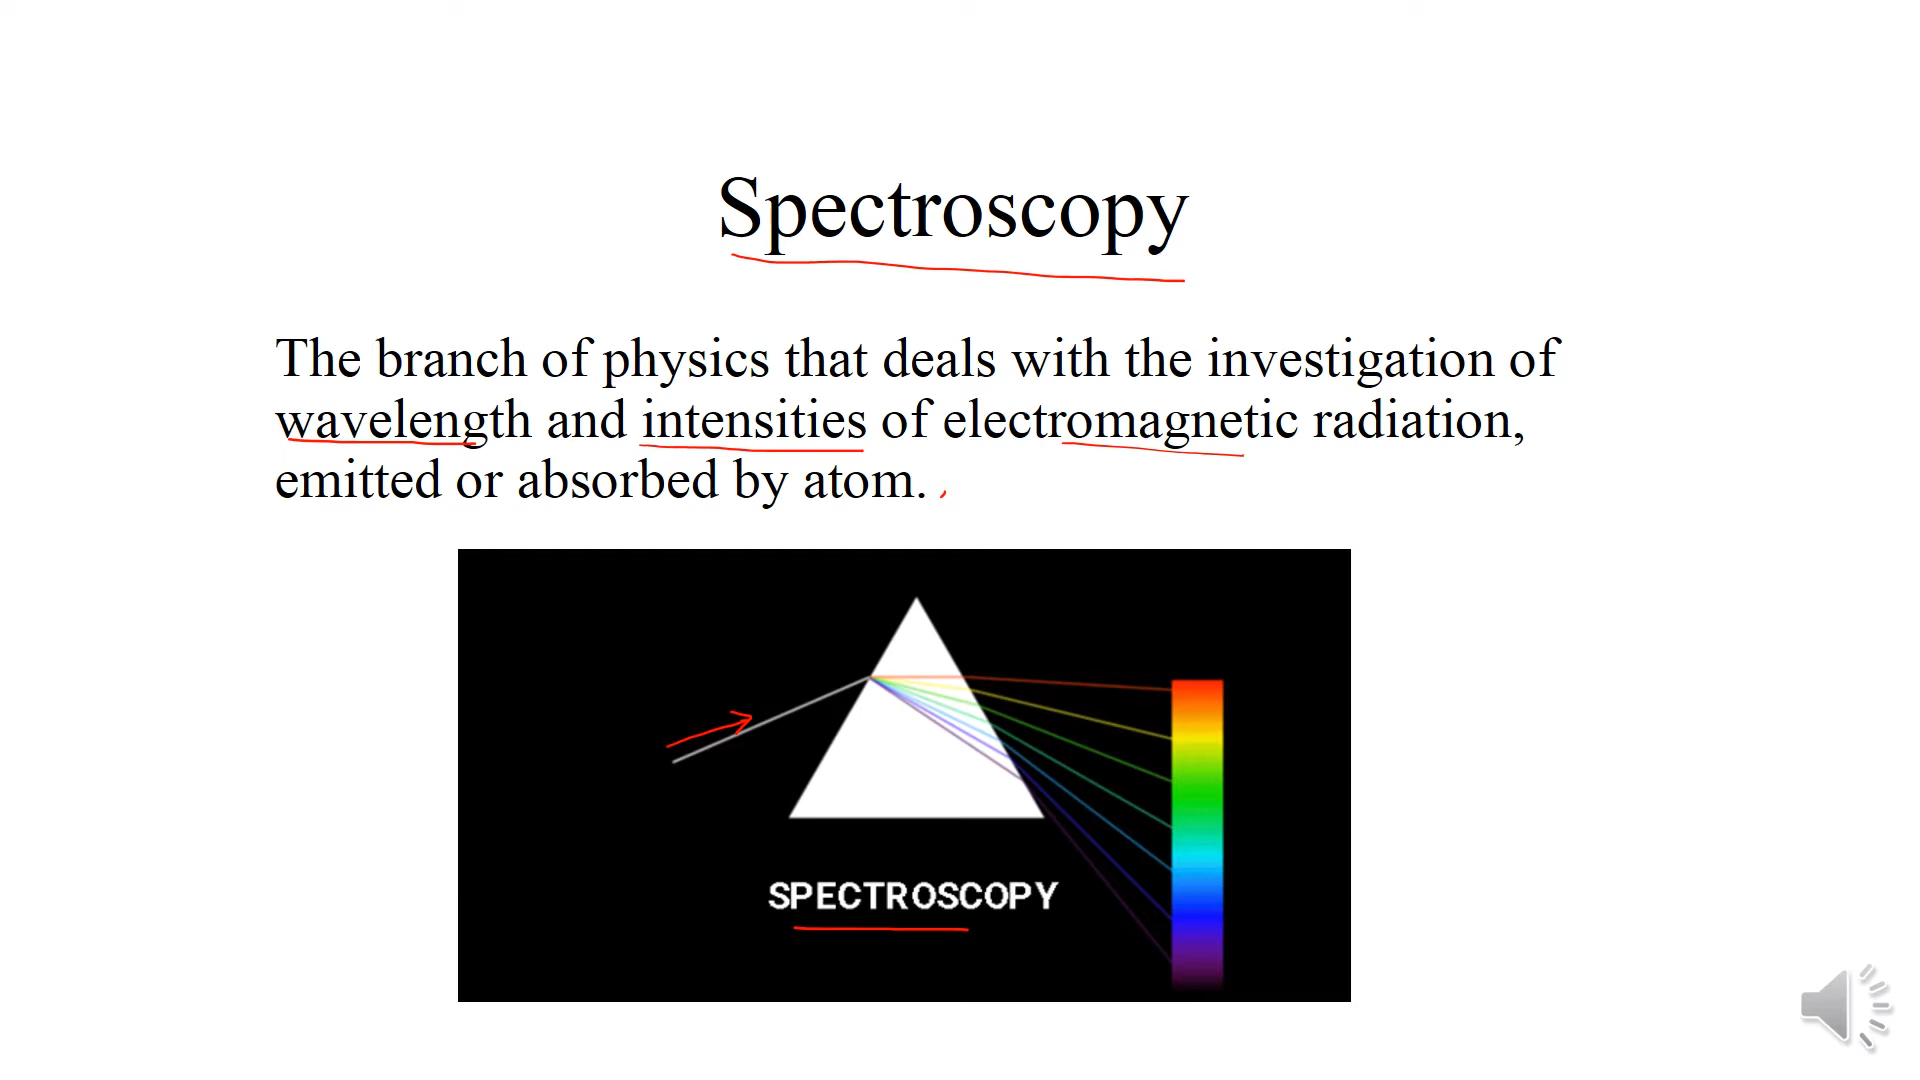 Spectroscopy
The branch of physics that deals with the investigation of
wavelength and intensities of electromagnetic radiation,
emitted or absorbed by atom.
SPECTROSCOPY